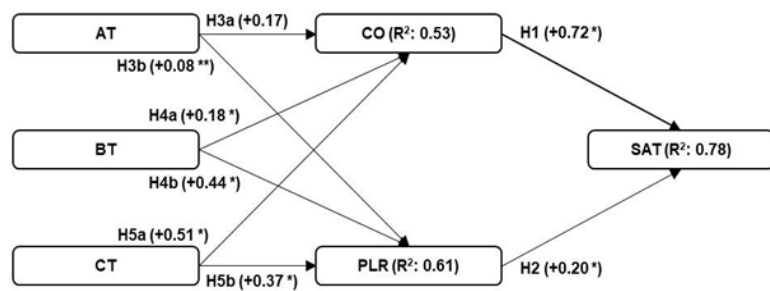 H3a (+0.17)
AT
CO (R²: 0.53)
H1 (+0.72*)
H3b (+0.08 **)
H4a (+0.18 *)
BT
SAT (R²: 0.78)
H4b (+0.44 *)
H5a (+0.51 *)
CT
PLR (R²: 0.61)
H2 (+0.20*)
H5b (+0.37 *)